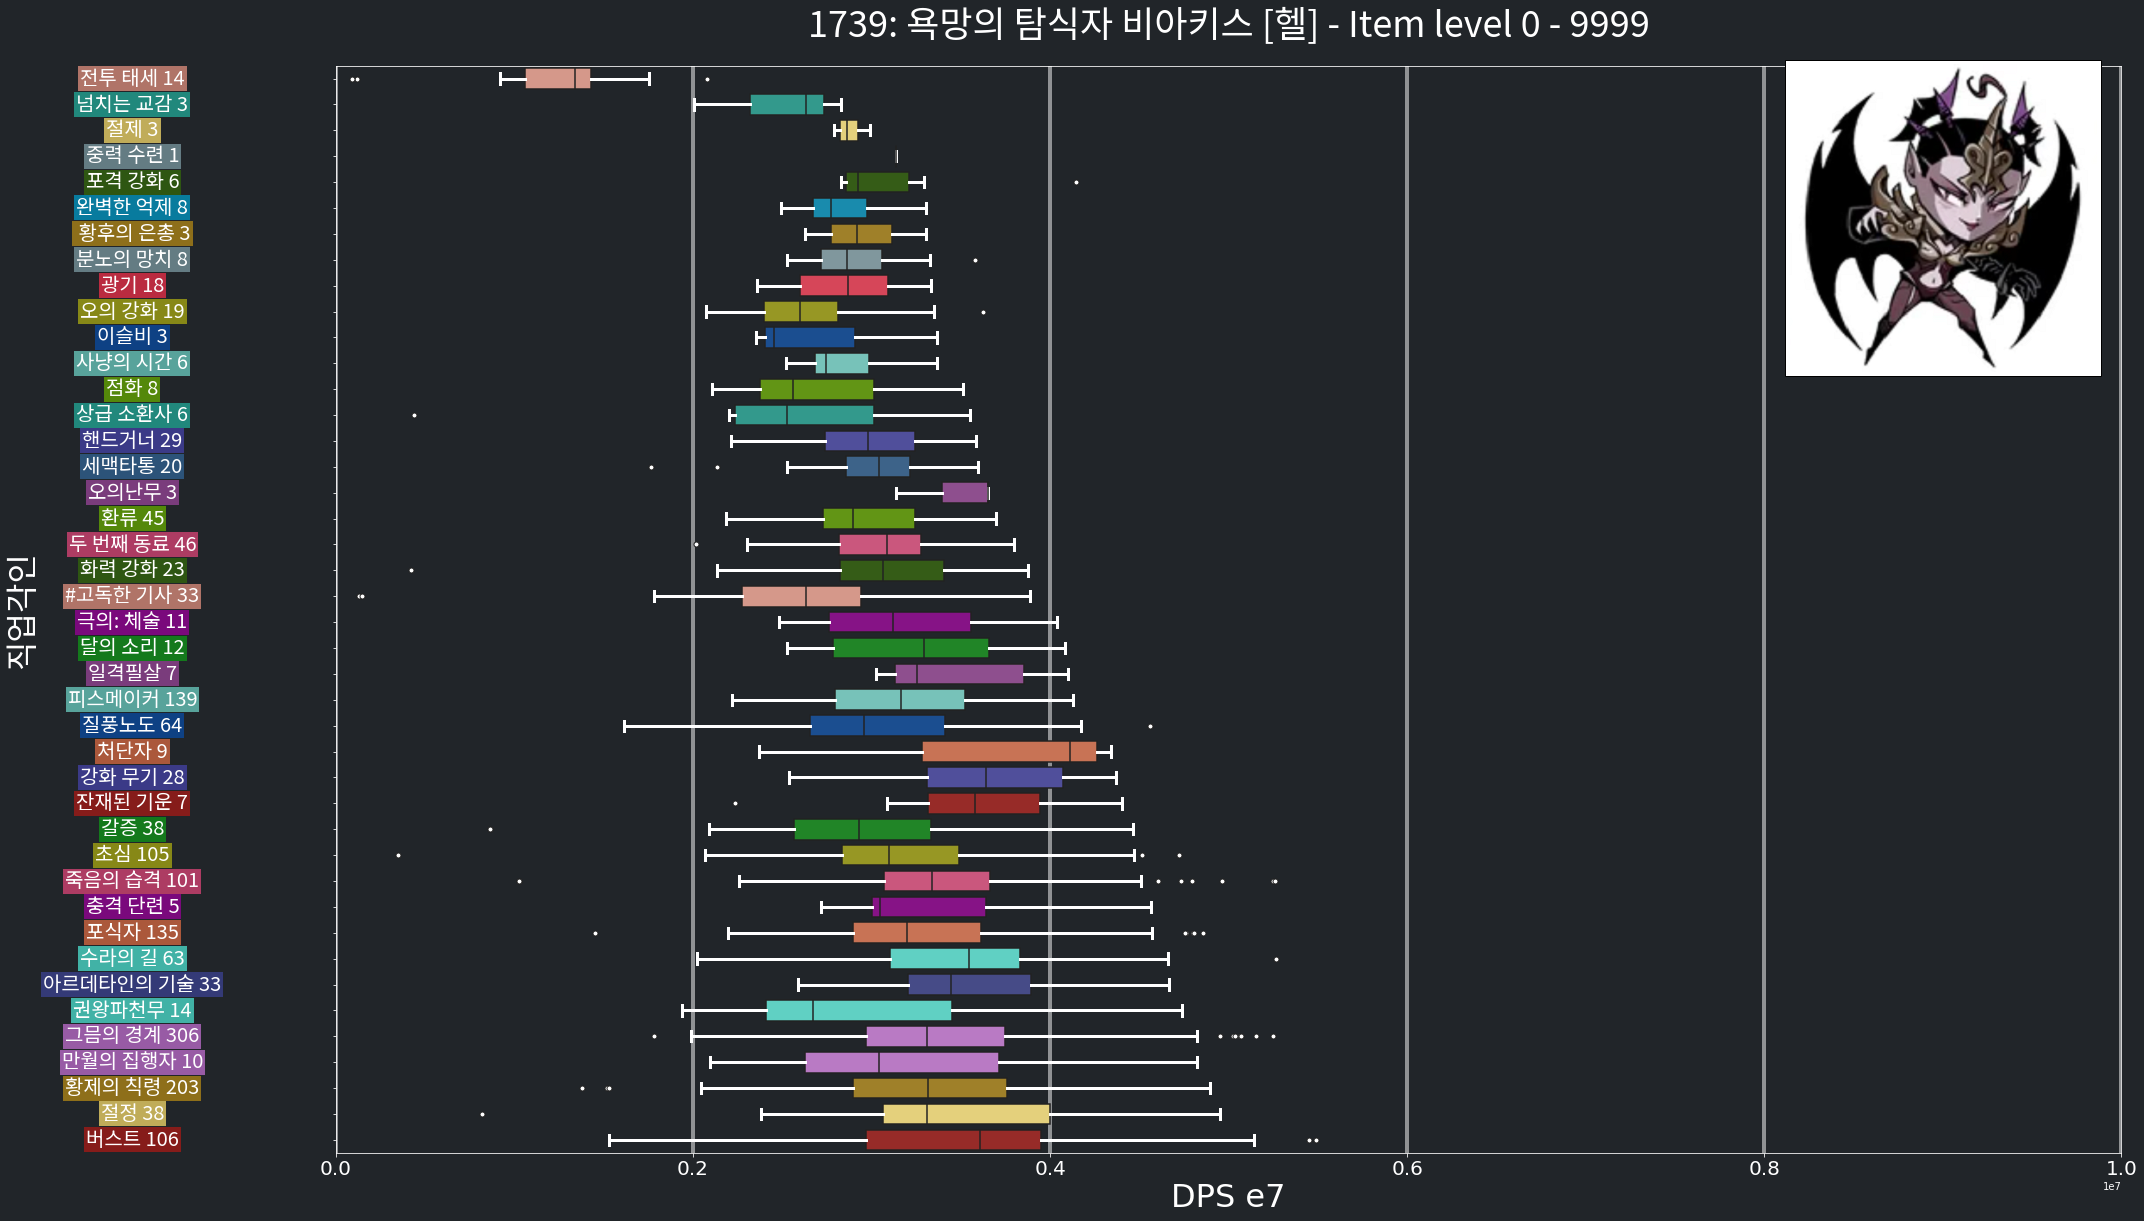 1739: 욕망의 탐식자 비아키스 [헬] - Item level 0 - 9999
전투 태세 14
넘치는 교감 3
절제 3
중력 수련 1
포격 강화 6
완벽한 억제 8
황후의 은총 3
분노의 망치 8
광기 18
오의 강화 19
이슬비 3
사냥의 시간 6
점화 8
상급 소환사 6
핸드거너 29
세맥타통 20
오의난무 3
환류 45
두 번째 동료 46
화력 강화 23
#고독한 기사 33
극의: 체술 11
달의 소리 12
일격필살 7
피스메이커 139
질풍노도 64
처단자 9
강화 무기 28
잔재된 기운 7
갈증 38
초심 105
죽음의 습격 101
충격 단련 5
포식자 135
수라의 길 63
아르데타인의 기술 33
권왕파천무 14
그믐의 경계 306
만월의 집행자 10
황제의 칙령 203
절정 38
버스트 106
직업각인
0.0 0.2 0.4 0.6 0.8 1.0
1e7
DPS e7